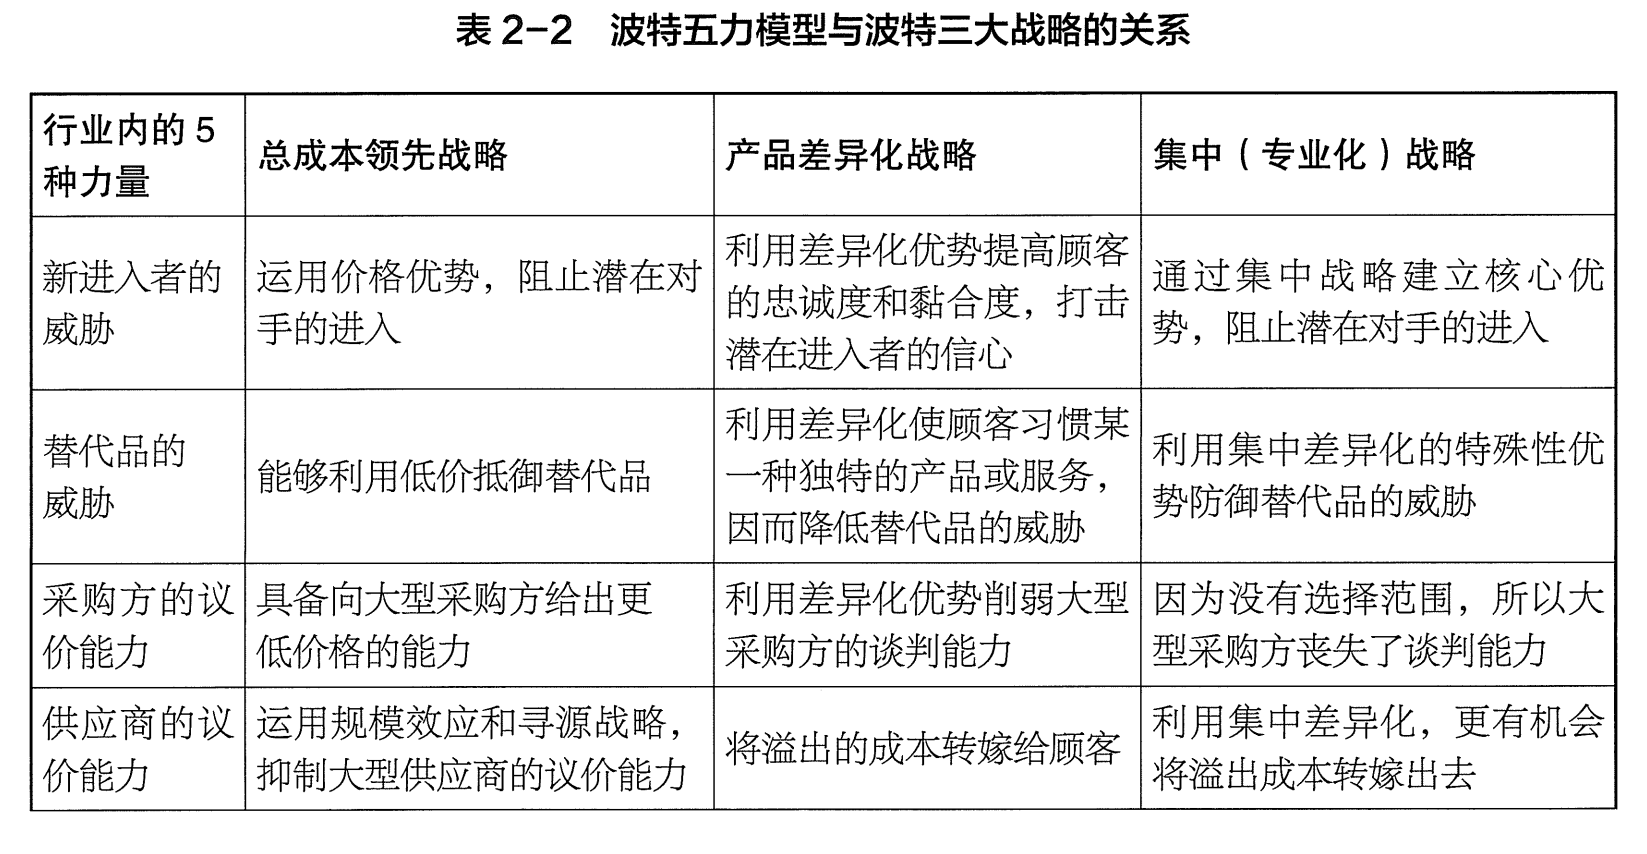 表 2-2 波特五力模型与波特三大战略的关系
行业内的 5
种力量
总成本领先战略
产品差异化战略
集中（专业化）战略
新进入者的
威胁
运用价格优势，阻止潜在对
手的进入
利用差异化优势提高顾客
的忠诚度和黏合度，打击
潜在进入者的信心
通过集中战略建立核心优
势，阻止潜在对手的进入
替代品的
威胁
能够利用低价抵御替代品
利用差异化使顾客习惯某
一种独特的产品或服务，
因而降低替代品的威胁
利用集中差异化的特殊性优
势防御替代品的威胁
采购方的议
价能力
具备向大型采购方给出更
低价格的能力
利用差异化优势削弱大型
采购方的谈判能力
因为没有选择范围，所以大
型采购方丧失了谈判能力
供应商的议
价能力
运用规模效应和寻源战略，
抑制大型供应商的议价能力
将溢出的成本转嫁给顾客
利用集中差异化，更有机会
将溢出成本转嫁出去